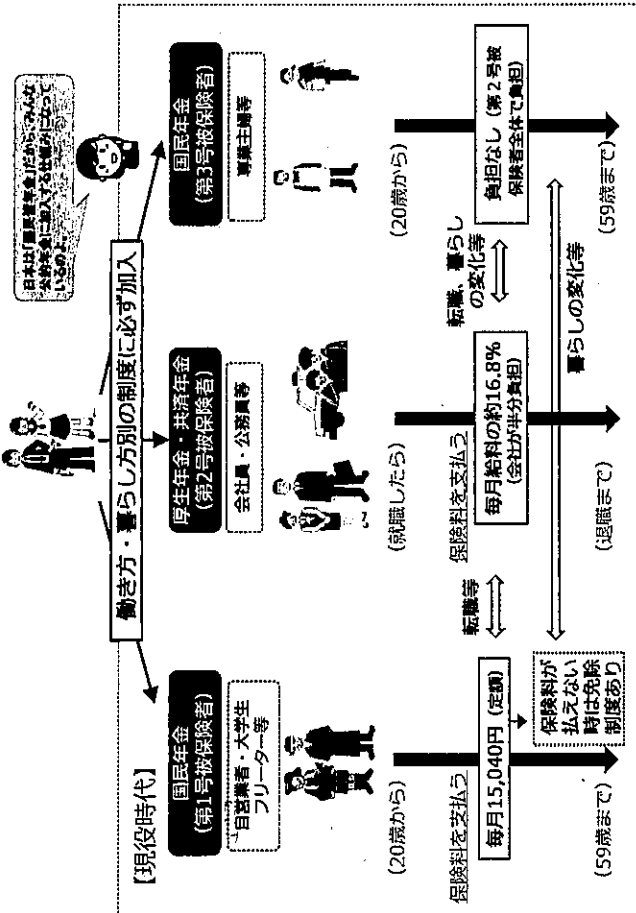 日本は「国民皆年金」だから、みんな
公的年金に加入する仕組みになって
いるのよ。
働き方・暮らし方別の制度に必ず加入
【現役時代】
国民年金
(第1号被保険者)
自営業者・大学生
フリーター等
(20歳から)
保険料を支払う
毎月15,040円（定額）
保険料が
払えない
時は免除
制度あり
(59歳まで)
転職等
厚生年金・共済年金
(第2号被保険者)
会社員・公務員等
(就職したら)
保険料を支払う
毎月給料の約16.8%
(会社が半分負担)
(退職まで)
転職、暮らし
の変化等
暮らしの変化等
国民年金
(第3号被保険者)
専業主婦等
(20歳から)
負担なし（第2号被
保険者全体で負担）
(59歳まで)